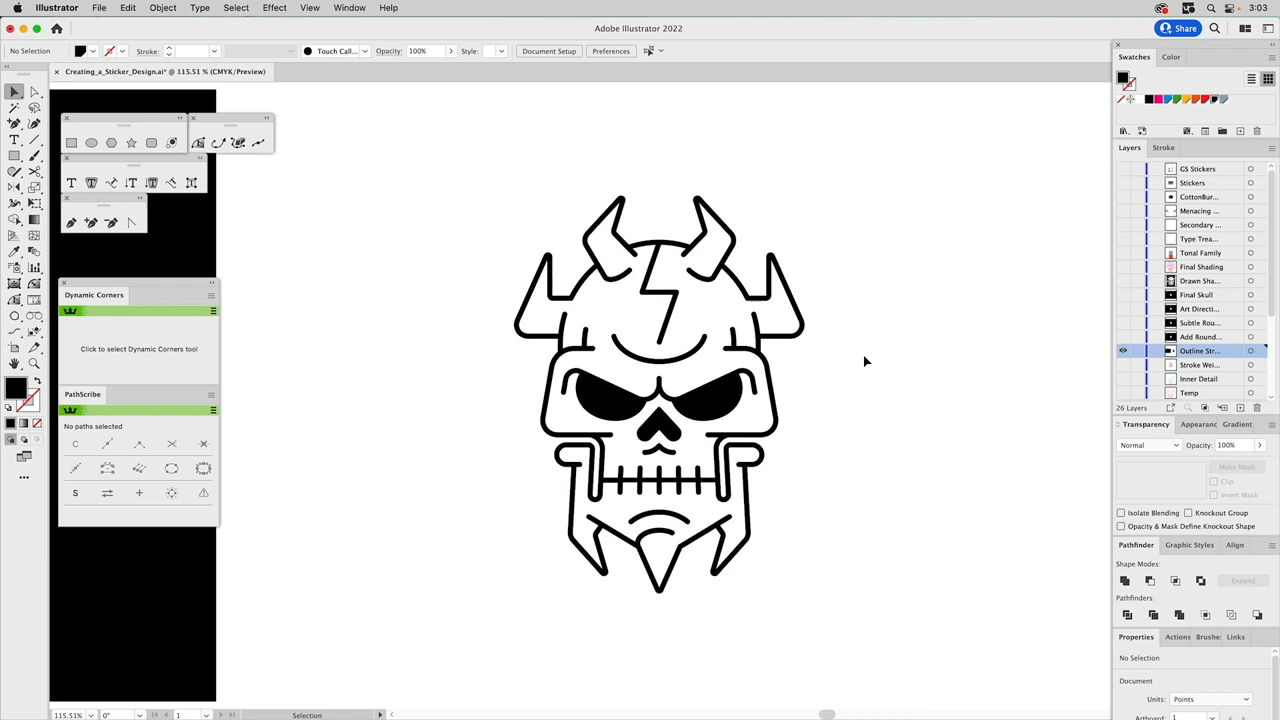 Illustrator File Edit Object Type Select Effect View Window Help 3:03
Adobe Illustrator 2022
Share
No Selection Stroke: Touch Call... Opacity: 100% Style: Document Setup Preferences
× Creating_a_Sticker_Design.ai* @ 115.51 % (CMYK/Preview)
Swatches Color
Layers Stroke
GS Stickers
Stickers
CottonBur...
Menacing ...
Secondary ...
Type Trea...
Tonal Family
Final Shading
Drawn Sha...
Final Skull
Art Directi...
Subtle Rou...
Add Round...
Outline Str...
Stroke Wei...
Inner Detail
Temp
26 Layers
Dynamic Corners
Click to select Dynamic Corners tool
PathScribe
No paths selected
Transparency Appearanc Gradient
Normal Opacity: 100%
Make Mask
Clip
Invert Mask
Isolate Blending Knockout Group
Opacity & Mask Define Knockout Shape
Pathfinder Graphic Styles Align
Shape Modes:
Expand
Pathfinders:
Properties Actions Brushe Links
No Selection
Document
Units: Points
Artboard: 1
115.51% 0° 1 Selection